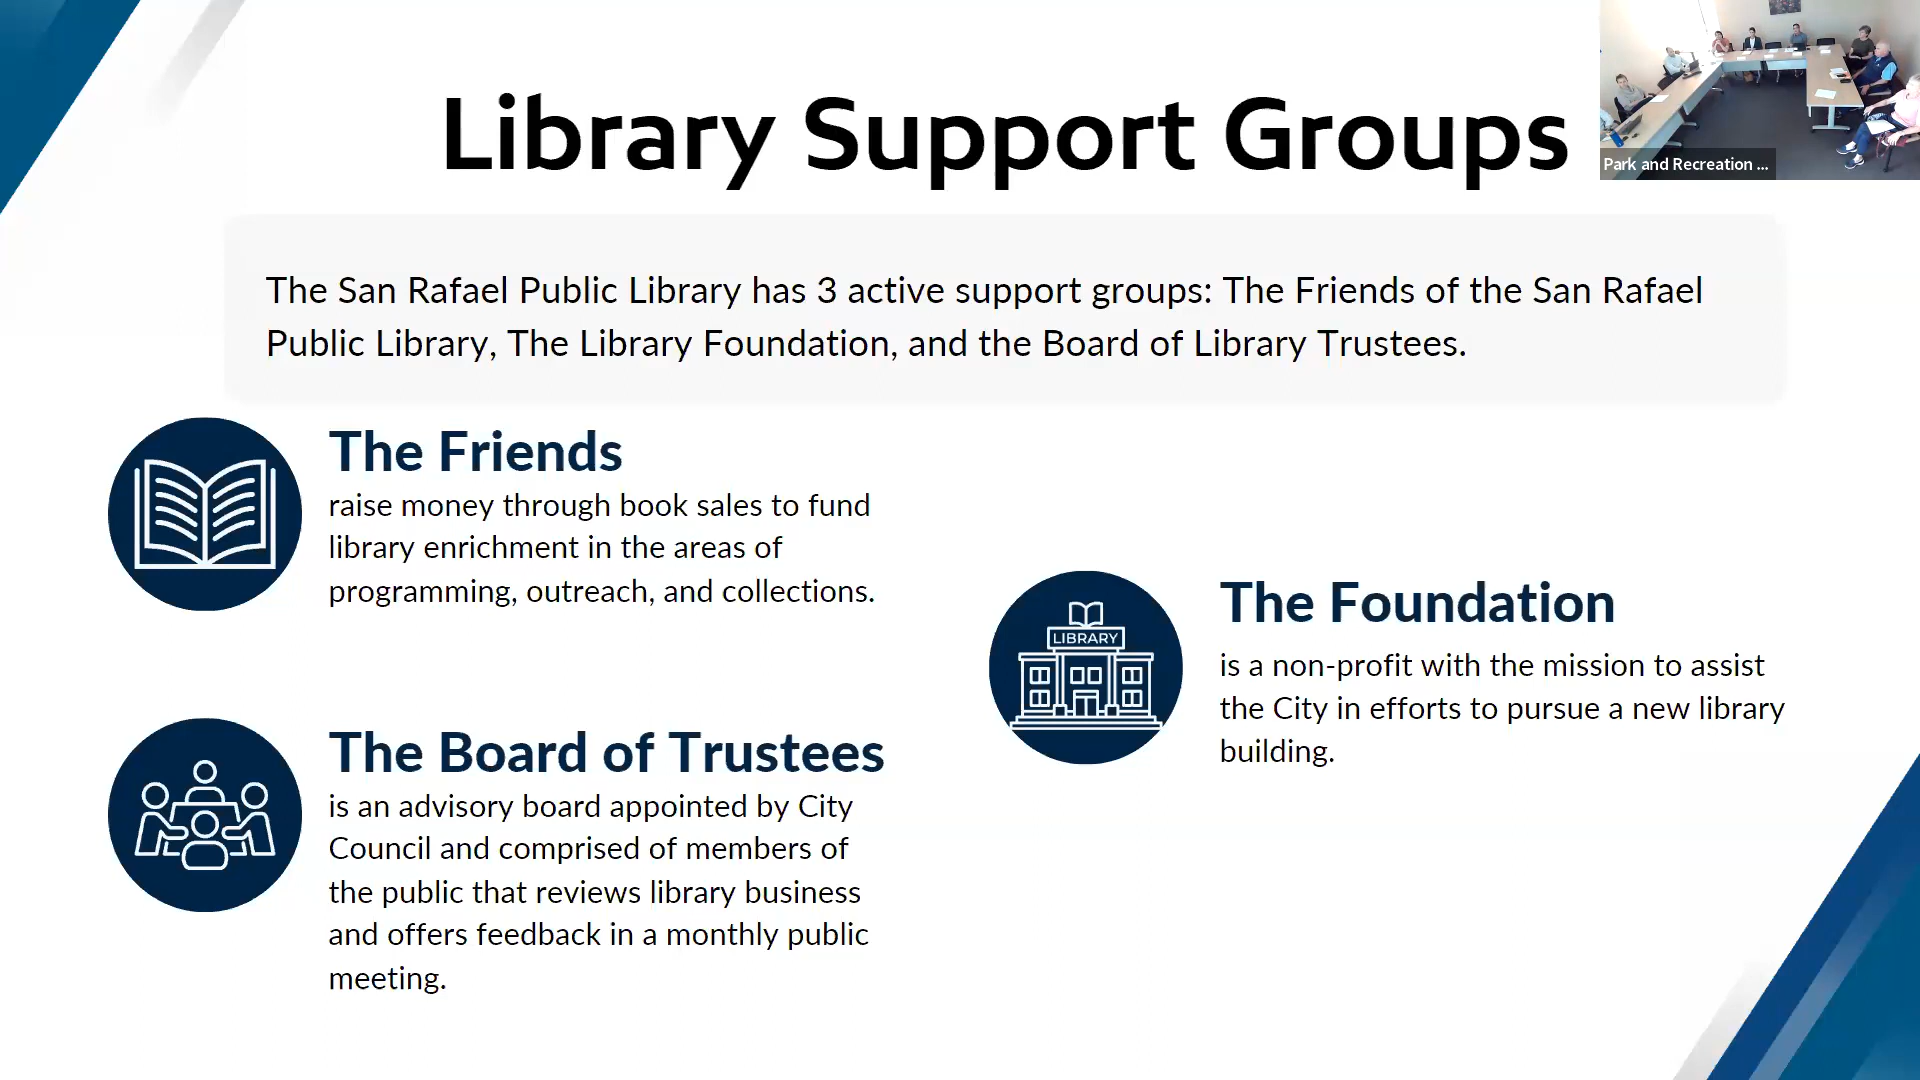 Library Support Groups
Park and Recreation ...
The San Rafael Public Library has 3 active support groups: The Friends of the San Rafael
Public Library, The Library Foundation, and the Board of Library Trustees.
The Friends
raise money through book sales to fund
library enrichment in the areas of
programming, outreach, and collections.
The Board of Trustees
is an advisory board appointed by City
Council and comprised of members of
the public that reviews library business
and offers feedback in a monthly public
meeting.
LIBRARY
The Foundation
is a non-profit with the mission to assist
the City in efforts to pursue a new library
building.